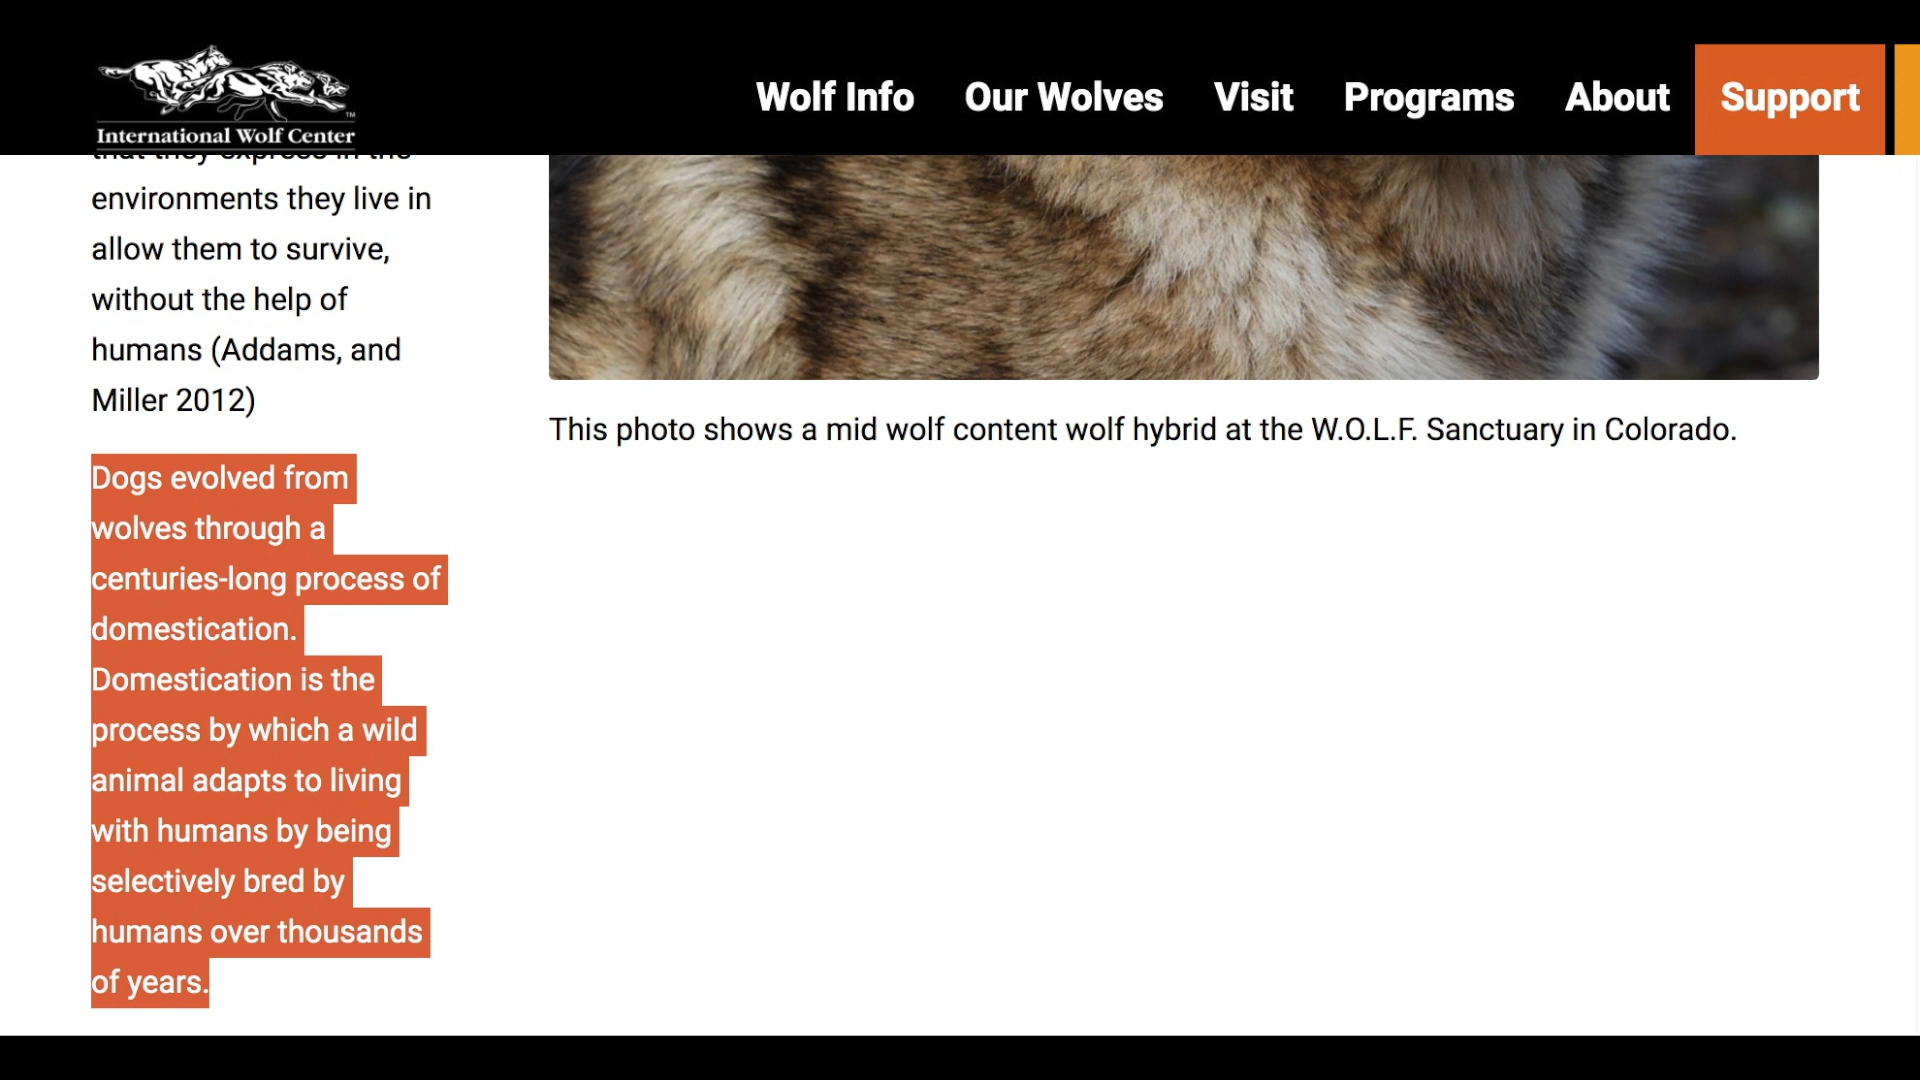 International Wolf Center
Wolf Info
Our Wolves
Visit
Programs
About
Support
that they express in the
environments they live in
allow them to survive,
without the help of
humans (Addams, and
Miller 2012)
Dogs evolved from
wolves through a
centuries-long process of
domestication.
Domestication is the
process by which a wild
animal adapts to living
with humans by being
selectively bred by
humans over thousands
of years.
This photo shows a mid wolf content wolf hybrid at the W.O.L.F. Sanctuary in Colorado.